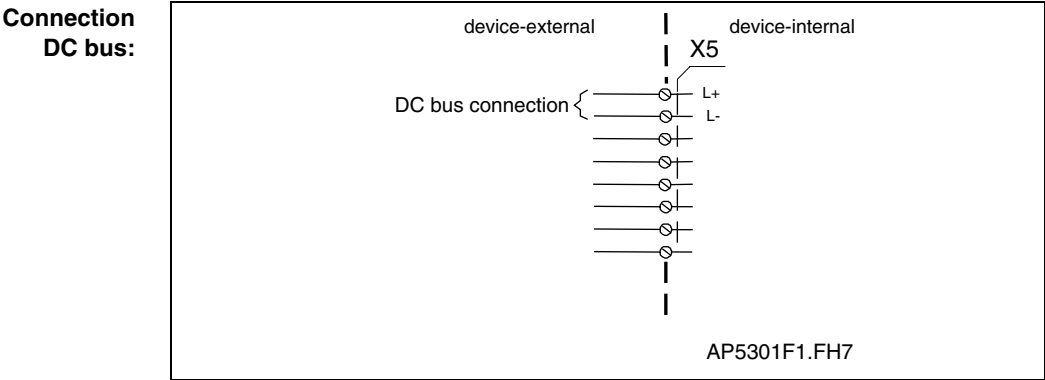 Connection
DC bus:
device-external
device-internal
X5
DC bus connection
L+
L-
AP5301F1.FH7